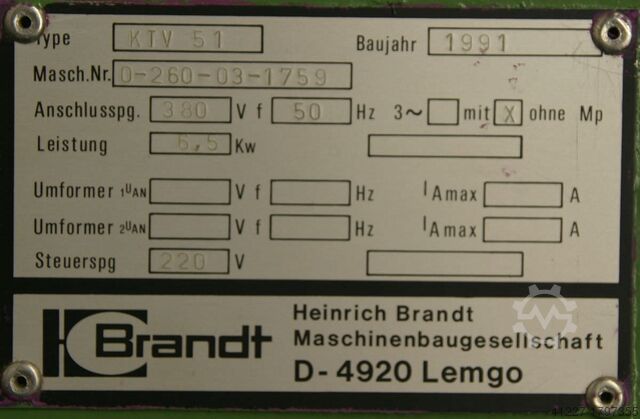 Type KTV 51 Baujahr 1991
Masch.Nr. 0-260-03-1759
Anschlusspg. 380 V f 50 Hz 3~ mit X ohne Mp
Leistung 6,5 Kw
Umformer 1UAN V f Hz IAmax A
Umformer 2UAN V f Hz IAmax A
Steuerspg 220 V
Brandt
Heinrich Brandt
Maschinenbaugesellschaft
D-4920 Lemgo